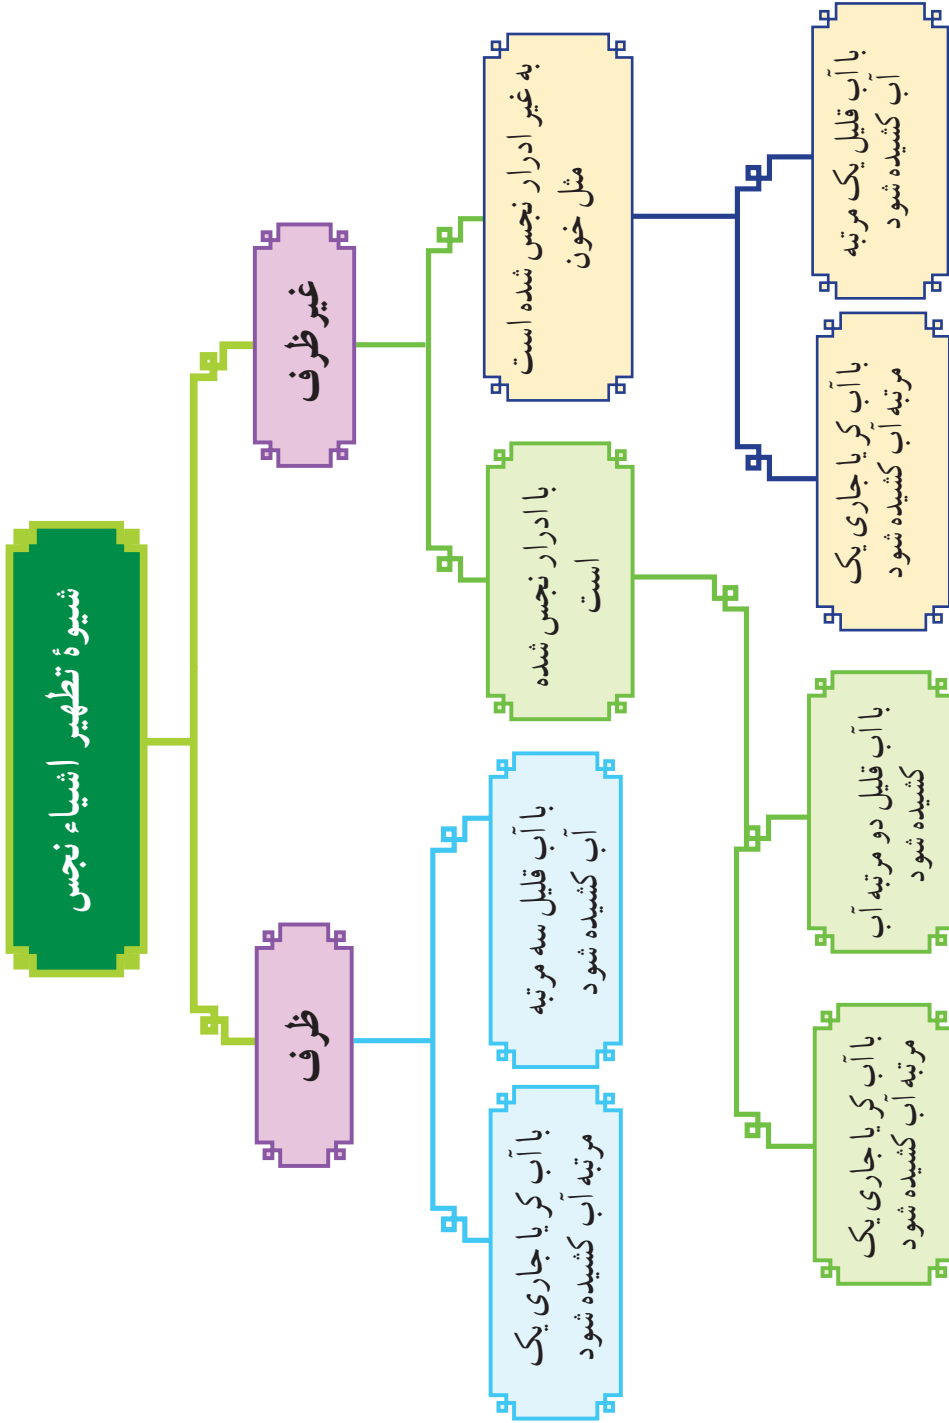 شیوهٔ تطهیر اشیاء نجس
غیر ظرف
ظرف
به غیر ادرار نجس شده است
مثل خون
با ادرار نجس شده
است
با آب قلیل سه مرتبه
آب کشیده شود
با آب کر یا جاری یک
مرتبه آب کشیده شود
با آب قلیل یک مرتبه
آب کشیده شود
با آب کر یا جاری یک
مرتبه آب کشیده شود
با آب قلیل دو مرتبه آب
کشیده شود
با آب کر یا جاری یک
مرتبه آب کشیده شود